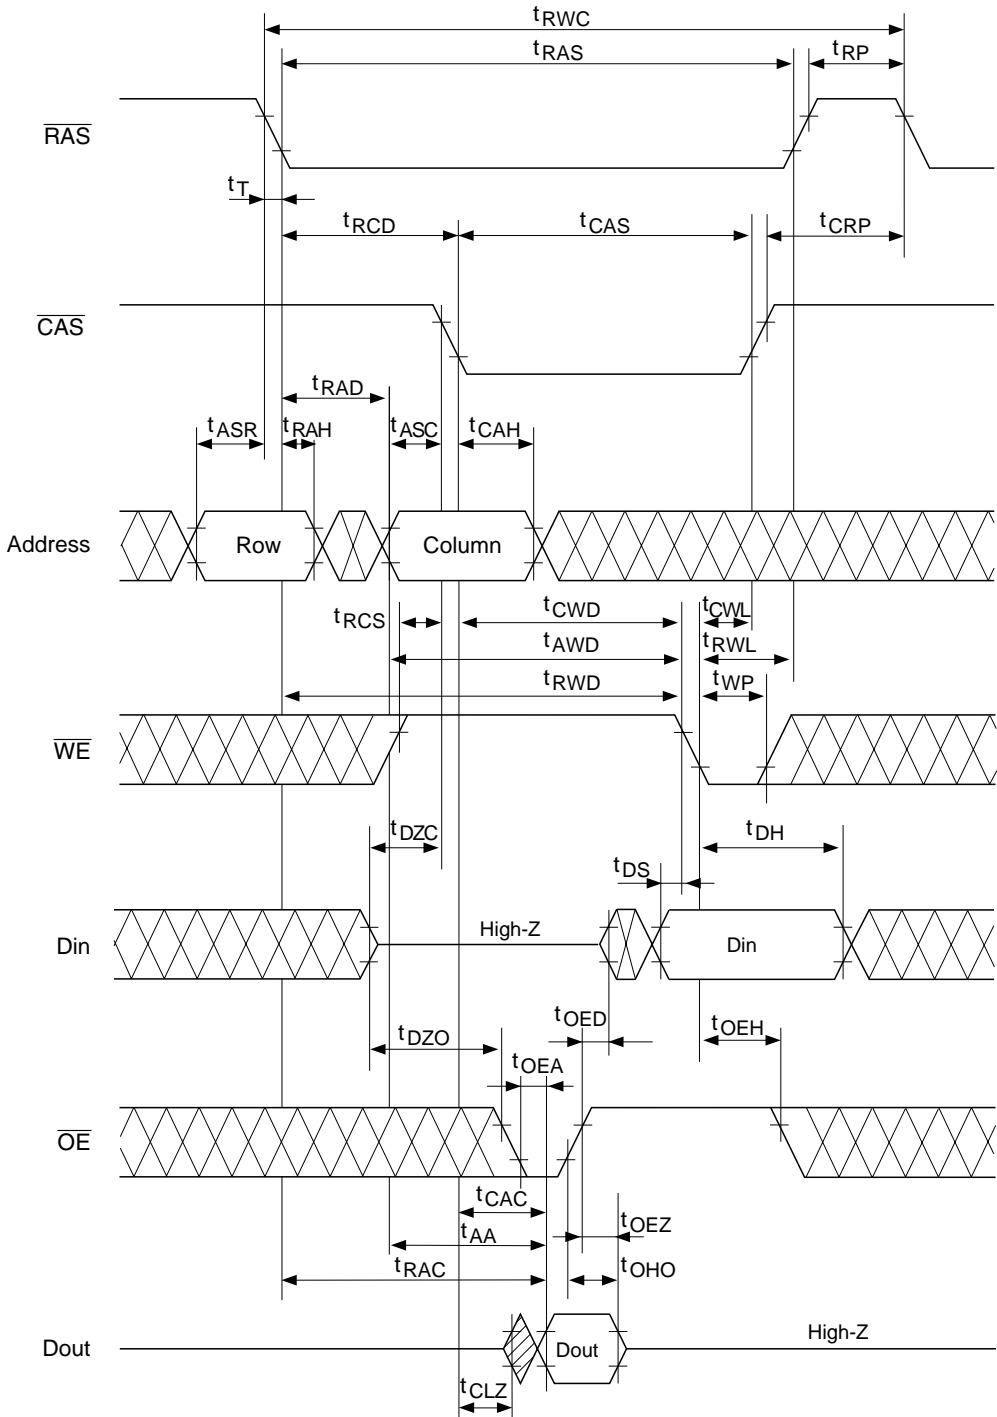 tRWC
tRAS
tRP
RAS
tT
tRCD
tCAS
tCRP
CAS
tRAD
tASR
tRAH
tASC
tCAH
Address
Row
Column
tRCS
tCWD
tCWL
tAWD
tRWL
tRWD
tWP
WE
tDZC
tDH
tDS
Din
High-Z
Din
tDZO
tOED
tOEH
tOEA
OE
tCAC
tOEZ
tAA
tRAC
tOHO
Dout
Dout
High-Z
tCLZ